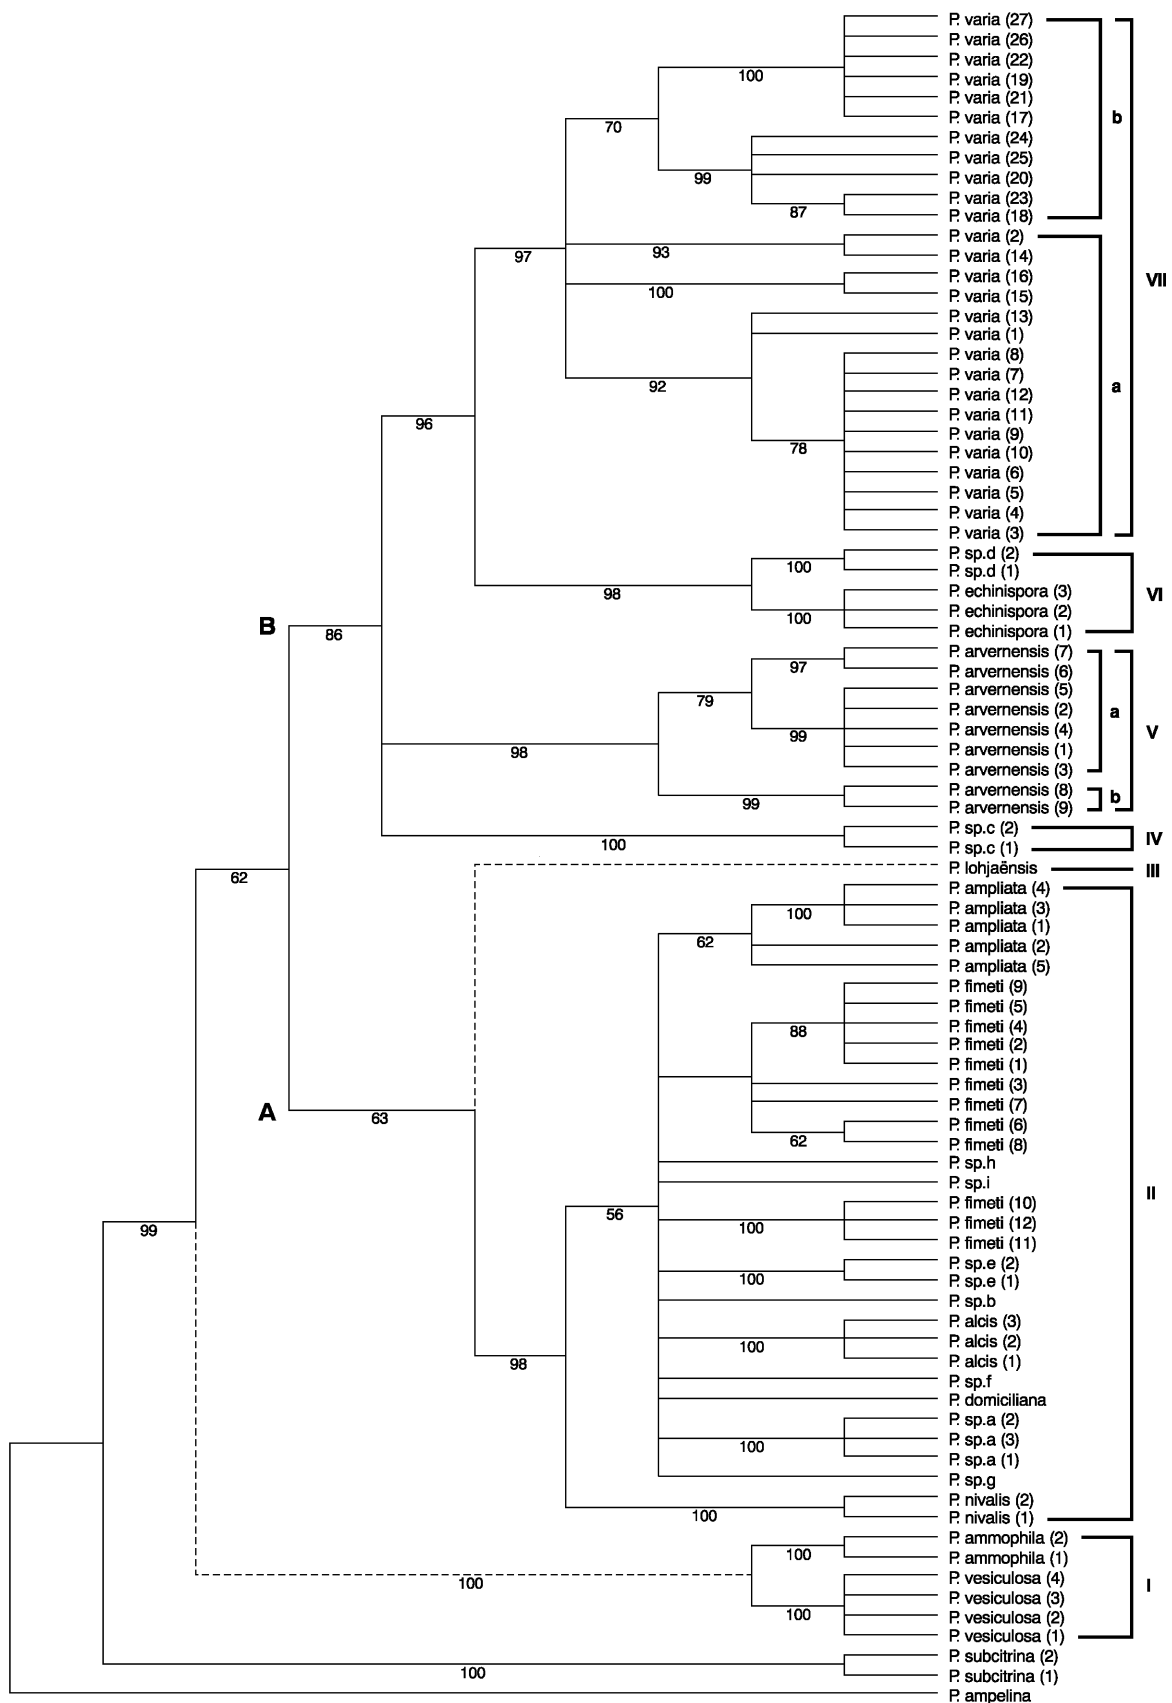 P. varia (27)
P. varia (26)
P. varia (22)
100
P. varia (19)
P. varia (21)
P. varia (17)
b
70
P. varia (24)
P. varia (25)
99
P. varia (20)
P. varia (23)
87
P. varia (18)
P. varia (2)
93
P. varia (14)
97
P. varia (16)
VII
100
P. varia (15)
P. varia (13)
P. varia (1)
P. varia (8)
P. varia (7)
92
a
P. varia (12)
P. varia (11)
96
P. varia (9)
78
P. varia (10)
P. varia (6)
P. varia (5)
P. varia (4)
P. varia (3)
P. sp.d (2)
100
P. sp.d (1)
98
P. echinispora (3)
VI
P. echinispora (2)
100
P. echinispora (1)
B
86
P. arvernensis (7)
97
P. arvernensis (6)
P. arvernensis (5)
79
P. arvernensis (2)
a
P. arvernensis (4)
99
V
P. arvernensis (1)
98
P. arvernensis (3)
P. arvernensis (8)
99
b
P. arvernensis (9)
P. sp.c (2)
IV
100
P. sp.c (1)
P. lohjaënsis
III
62
P. ampliata (4)
P. ampliata (3)
100
P. ampliata (1)
62
P. ampliata (2)
P. ampliata (5)
P. fimeti (9)
P. fimeti (5)
P. fimeti (4)
88
P. fimeti (2)
P. fimeti (1)
P. fimeti (3)
P. fimeti (7)
A
63
P. fimeti (6)
62
P. fimeti (8)
P. sp.h
P. sp.i
II
P. fimeti (10)
56
P. fimeti (12)
100
99
P. fimeti (11)
P. sp.e (2)
100
P. sp.e (1)
P. sp.b
P. alcis (3)
P. alcis (2)
100
P. alcis (1)
98
P. sp.f
P. domiciliana
P. sp.a (2)
P. sp.a (3)
100
P. sp.a (1)
P. sp.g
P. nivalis (2)
100
P. nivalis (1)
P. ammophila (2)
100
P. ammophila (1)
100
P. vesiculosa (4)
I
P. vesiculosa (3)
100
P. vesiculosa (2)
P. vesiculosa (1)
P. subcitrina (2)
100
P. subcitrina (1)
P. ampelina